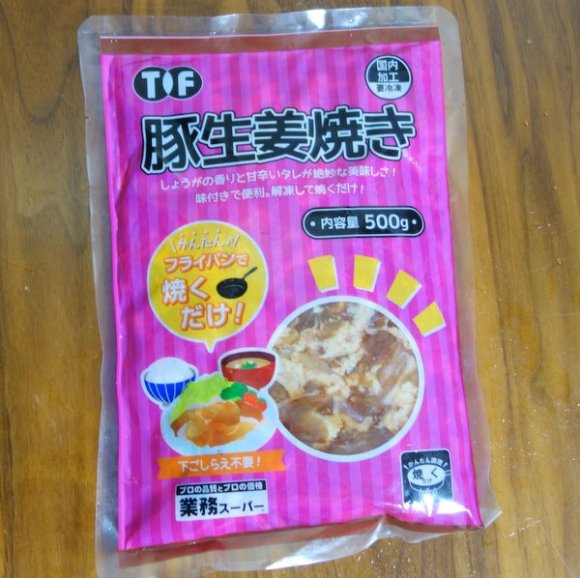 TOF
国内
加工
要冷凍
豚生姜焼き
しょうがの香りと甘辛いタレが絶妙な美味しさ！
味付きで便利。解凍して焼くだけ！
内容量 500g
かんたん♪
フライパンで
焼く
だけ！
下ごしらえ不要！
プロの品質とプロの価格
業務スーパー
かんたん調理
焼く